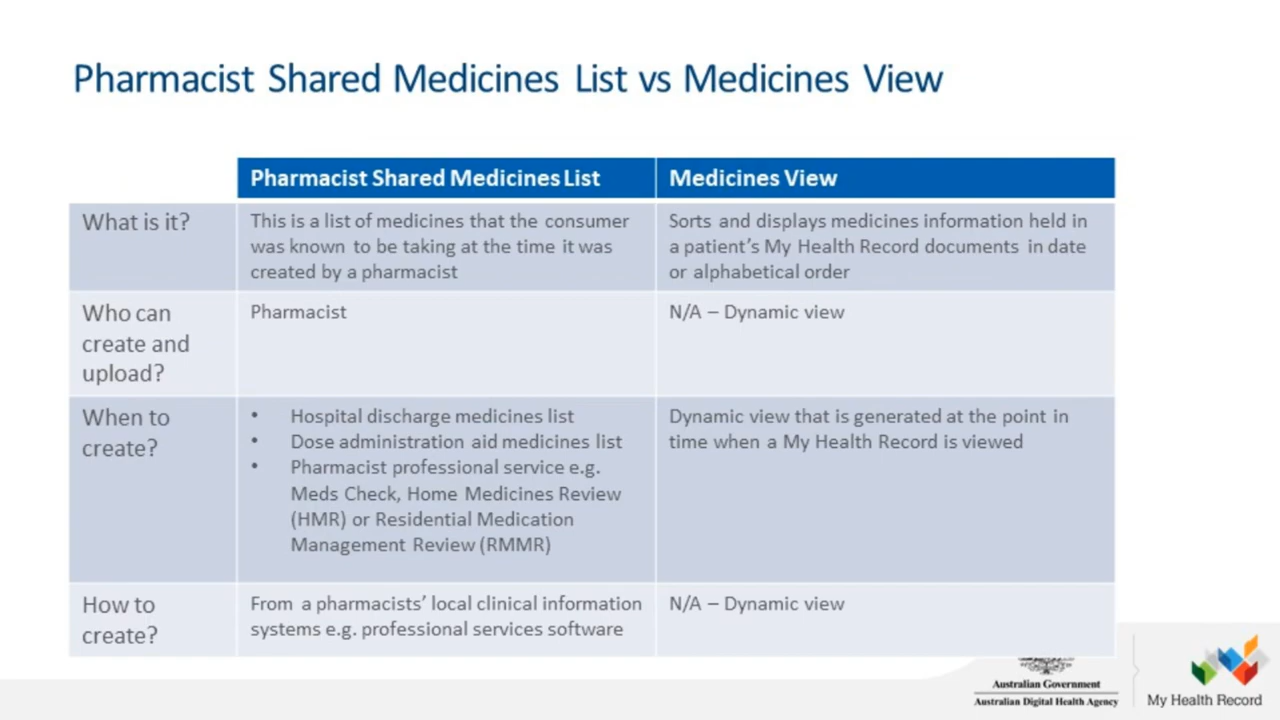 Pharmacist Shared Medicines List vs Medicines View
Pharmacist Shared Medicines List
Medicines View
What is it?
This is a list of medicines that the consumer
was known to be taking at the time it was
created by a pharmacist
Sorts and displays medicines information held in
a patient's My Health Record documents in date
or alphabetical order
Who can
create and
upload?
Pharmacist
N/A – Dynamic view
When to
create?
• Hospital discharge medicines list
• Dose administration aid medicines list
• Pharmacist professional service e.g.
Meds Check, Home Medicines Review
(HMR) or Residential Medication
Management Review (RMMR)
Dynamic view that is generated at the point in
time when a My Health Record is viewed
How to
create?
From a pharmacists' local clinical information
systems e.g. professional services software
N/A – Dynamic view
Australian Government
Australian Digital Health Agency
My Health Record